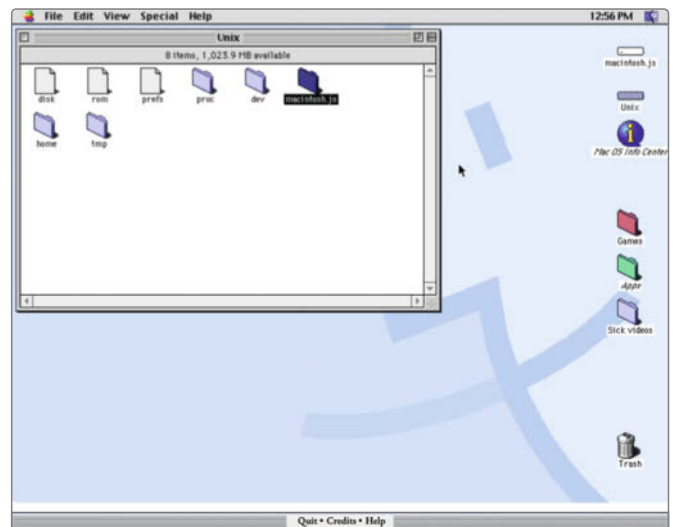 File Edit View Special Help
12:56 PM
Unix
8 items, 1,023.9 MB available
disk rom prefs proc dev macintosh.js
home tmp
macintosh.js
Unix
Mac OS Info Center
Games
Apps
Sick videos
Trash
Quit • Credits • Help